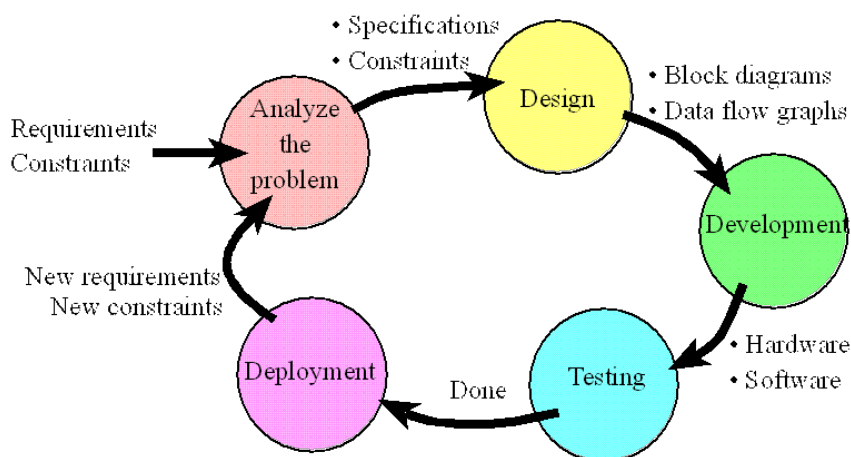 Requirements
Constraints
Analyze
the
problem
• Specifications
• Constraints
Design
• Block diagrams
• Data flow graphs
Development
• Hardware
• Software
Testing
Done
Deployment
New requirements
New constraints